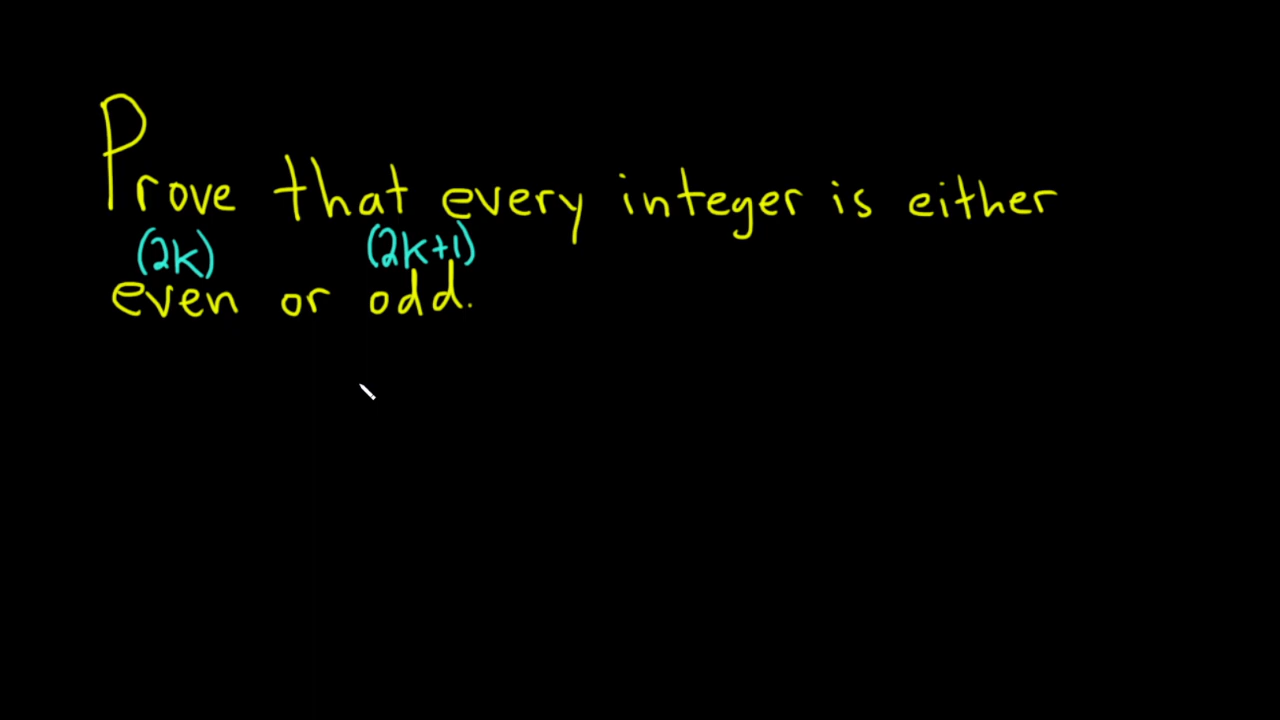 Prove that every integer is either
(2k) (2k+1)
even or odd.